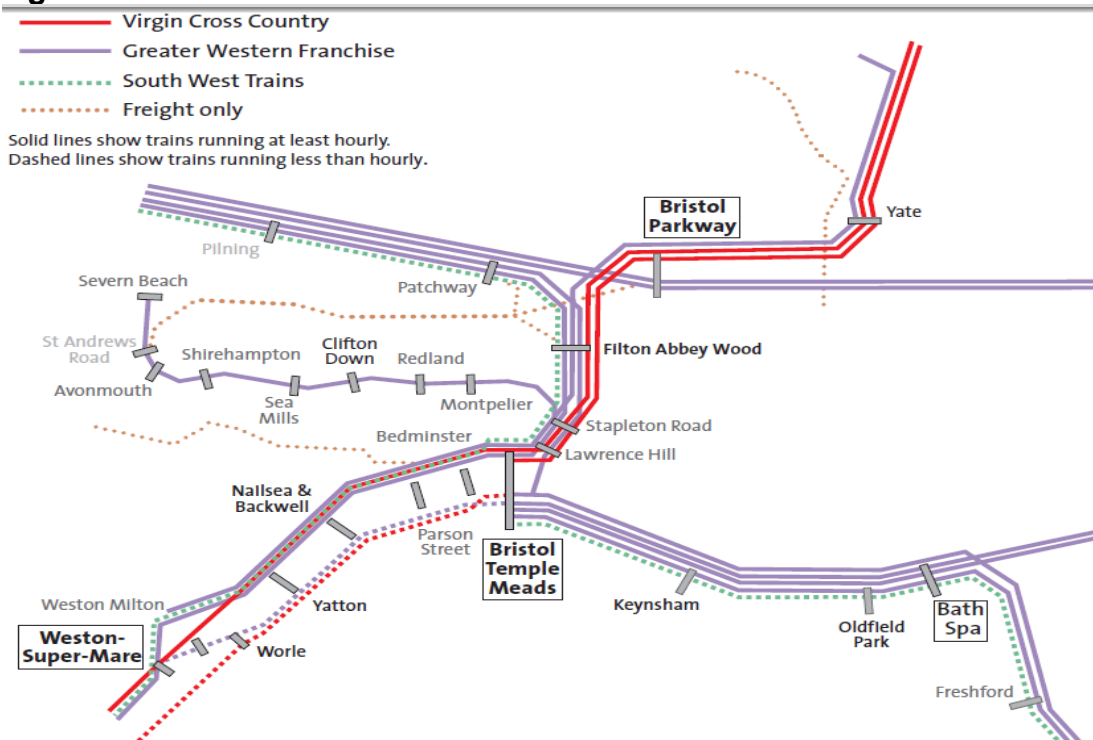 Virgin Cross Country
Greater Western Franchise
South West Trains
Freight only
Solid lines show trains running at least hourly.
Dashed lines show trains running less than hourly.
Bristol
Parkway
Yate
Pilning
Patchway
Severn Beach
St Andrews
Road
Shirehampton
Clifton
Down
Redland
Filton Abbey Wood
Avonmouth
Sea
Mills
Montpelier
Stapleton Road
Bedminster
Lawrence Hill
Nailsea &
Backwell
Parson
Street
Bristol
Temple
Meads
Weston Milton
Yatton
Keynsham
Oldfield
Park
Bath
Spa
Weston-
Super-Mare
Worle
Freshford